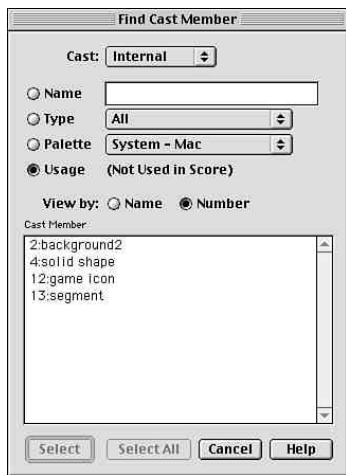 Find Cast Member
Cast: Internal
Name
Type All
Palette System - Mac
Usage (Not Used in Score)
View by: Name Number
Cast Member
2:background2
4:solid shape
12:game icon
13:segment
Select Select All Cancel Help